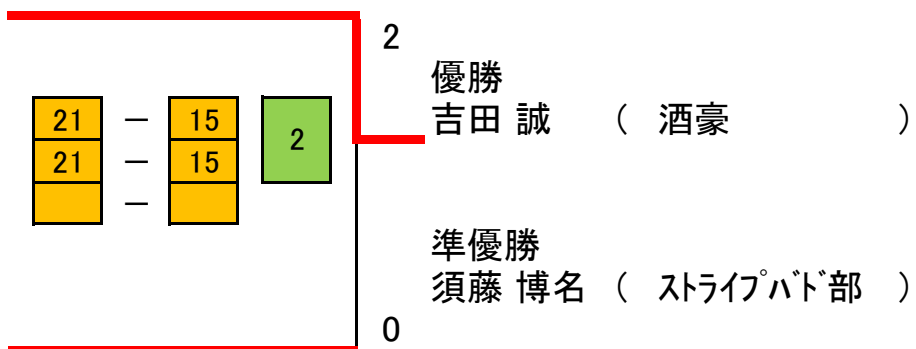 2
優勝
吉田 誠 （ 酒豪 ）
21 － 15
21 － 15
－
2
準優勝
須藤 博名 （ ｽﾄﾗｲﾌﾟﾊﾞﾄﾞ部 ）
0